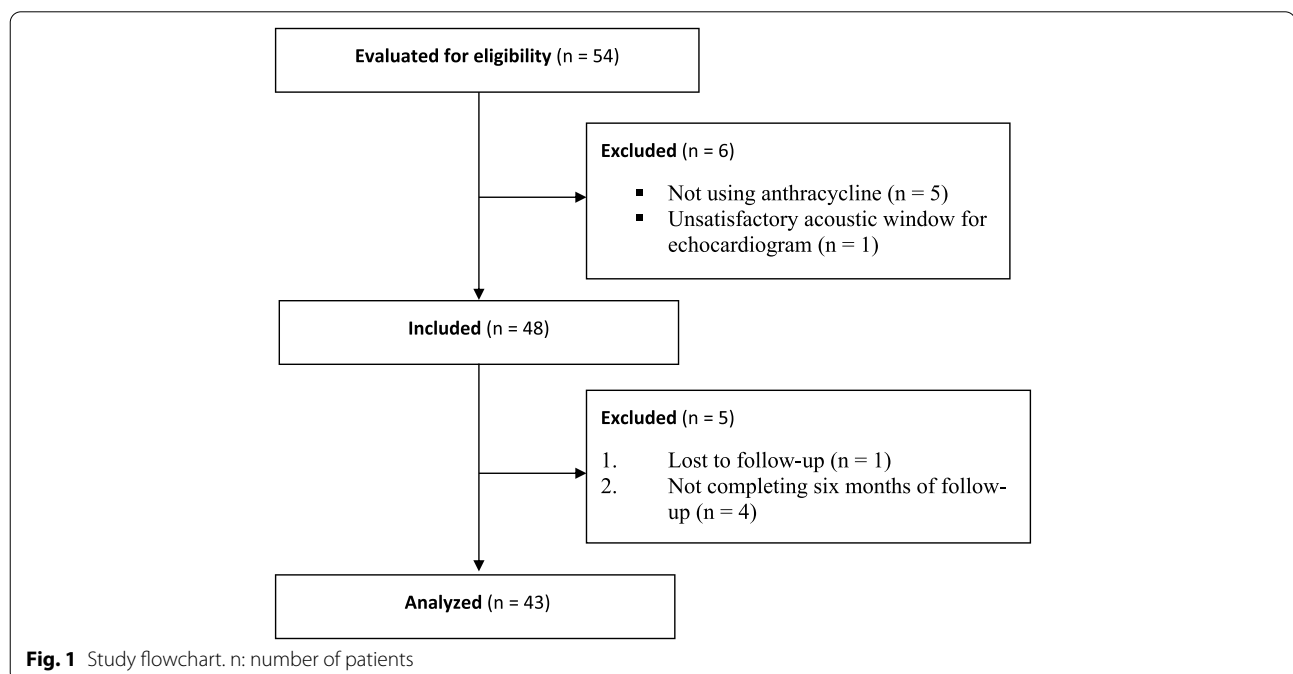 Evaluated for eligibility (n = 54)
Excluded (n = 6)
▪ Not using anthracycline (n = 5)
▪ Unsatisfactory acoustic window for
echocardiogram (n = 1)
Included (n = 48)
Excluded (n = 5)
1. Lost to follow-up (n = 1)
2. Not completing six months of follow-
up (n = 4)
Analyzed (n = 43)
Fig. 1 Study flowchart. n: number of patients